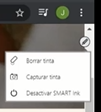 J
Borrar tinta
Capturar tinta
Desactivar SMART Ink